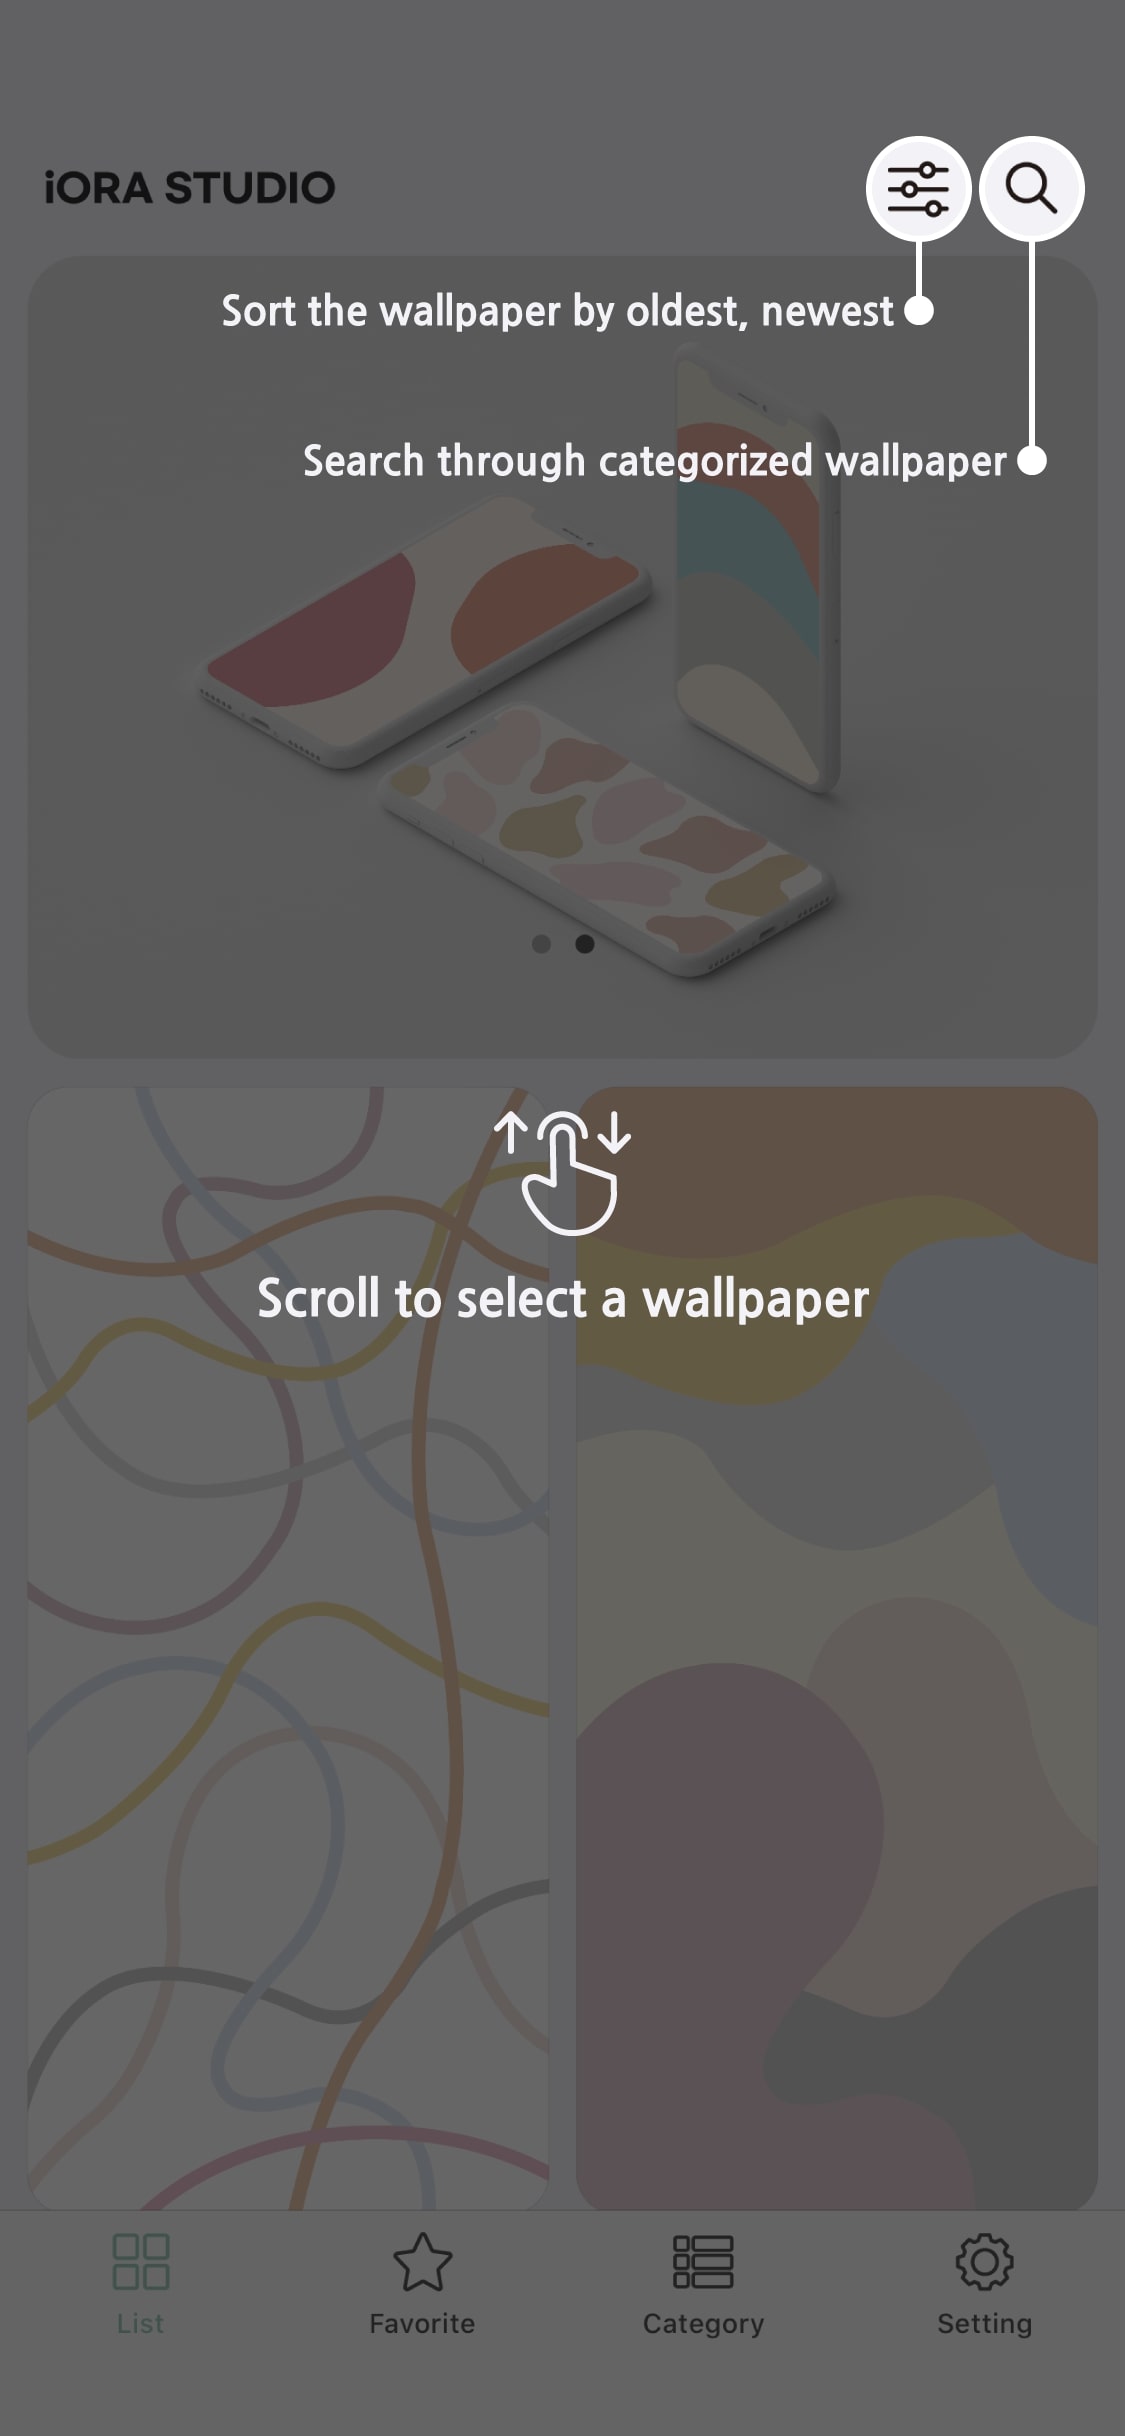 iORA STUDIO
Sort the wallpaper by oldest, newest
Search through categorized wallpaper
Scroll to select a wallpaper
List
Favorite
Category
Setting